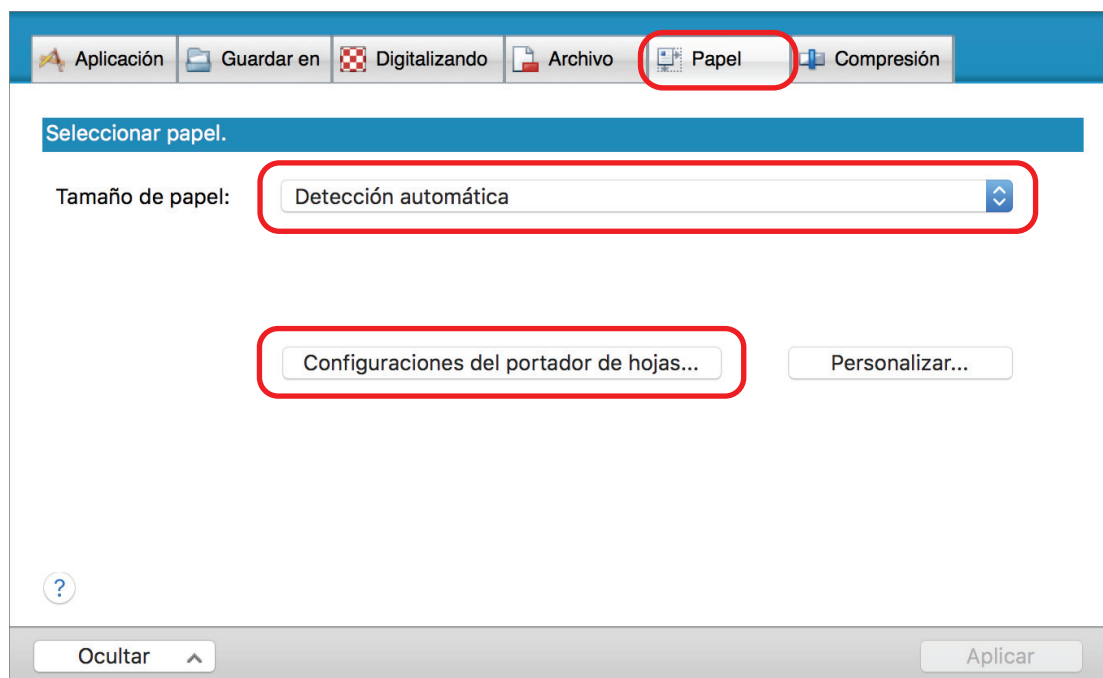 Aplicación Guardar en Digitalizando Archivo Papel Compresión
Seleccionar papel.
Tamaño de papel: Detección automática
Configuraciones del portador de hojas... Personalizar...
?
Ocultar Aplicar